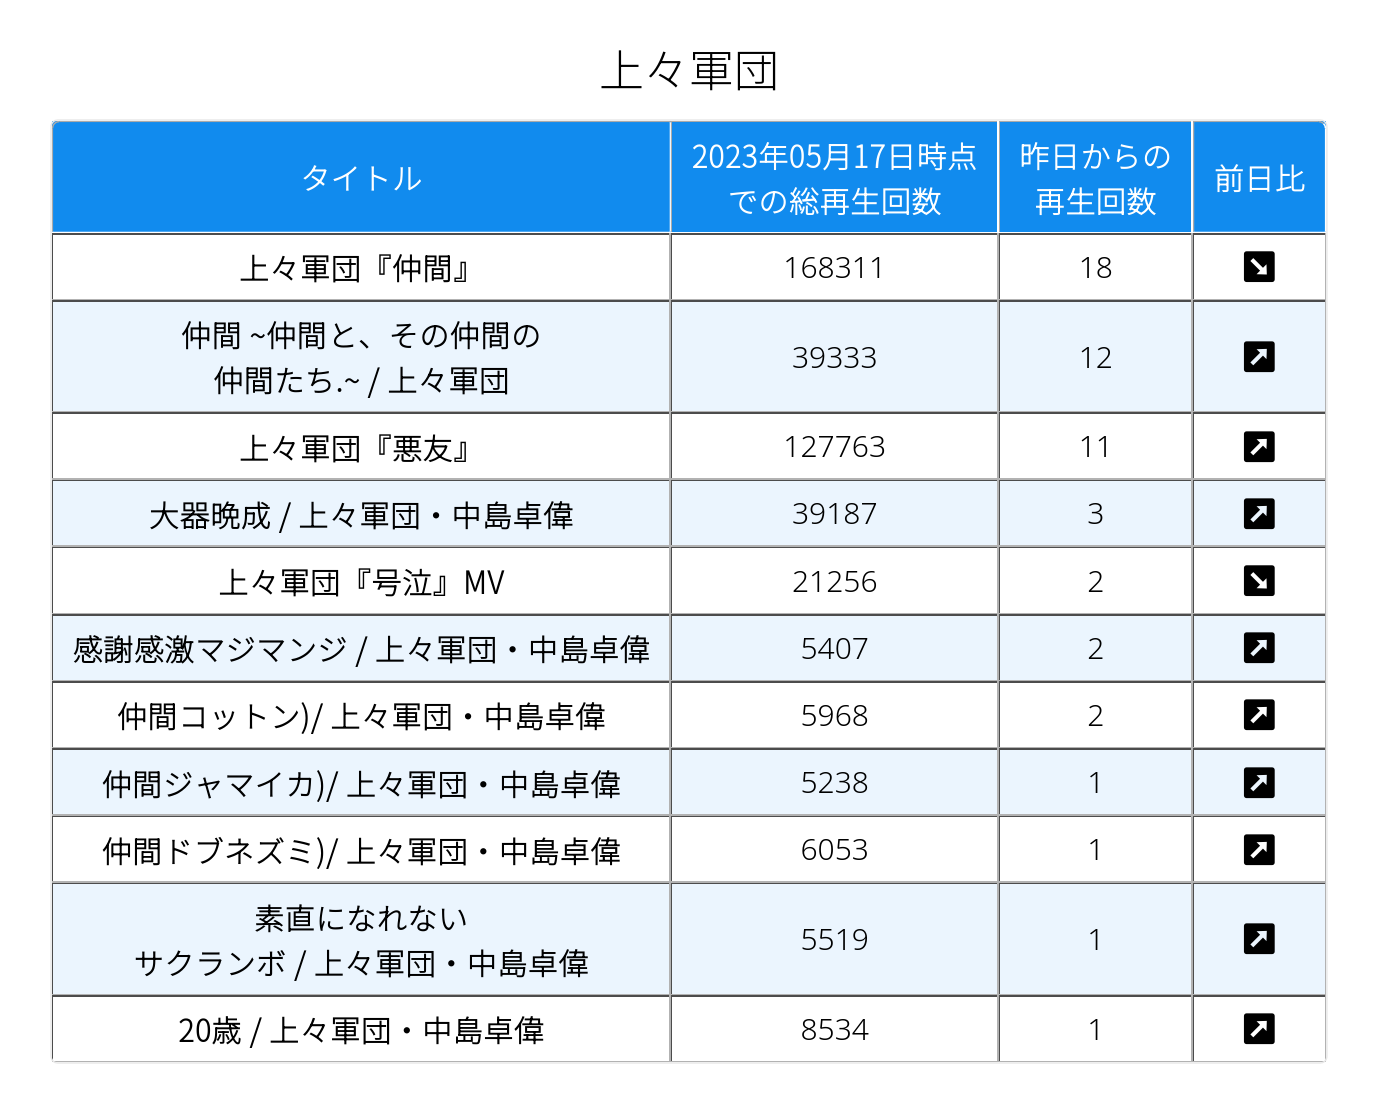 上々軍団
タイトル
2023年05月17日時点
での総再生回数
昨日からの
再生回数
前日比
上々軍団『仲間』
168311
18
仲間 ~仲間と、その仲間の
仲間たち.~ / 上々軍団
39333
12
上々軍団『悪友』
127763
11
大器晩成 / 上々軍団・中島卓偉
39187
3
上々軍団『号泣』MV
21256
2
感謝感激マジマンジ / 上々軍団・中島卓偉
5407
2
仲間コットン)/ 上々軍団・中島卓偉
5968
2
仲間ジャマイカ)/ 上々軍団・中島卓偉
5238
1
仲間ドブネズミ)/ 上々軍団・中島卓偉
6053
1
素直になれない
サクランボ / 上々軍団・中島卓偉
5519
1
20歳 / 上々軍団・中島卓偉
8534
1